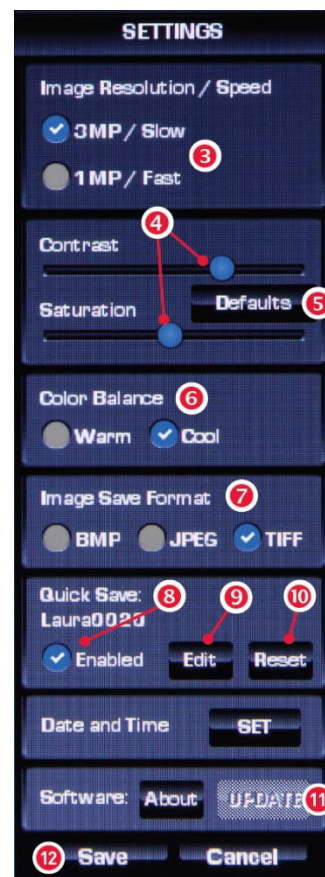 SETTINGS
Image Resolution / Speed
3MP / Slow
3
1MP / Fast
4
Contrast
Saturation
Defaults 5
Color Balance 6
Warm Cool
Image Save Format 7
BMP JPEG TIFF
Quick Save: 8 9 10
Laura0020
Enabled Edit Reset
Date and Time SET
Software: About UPDATE 11
12 Save Cancel